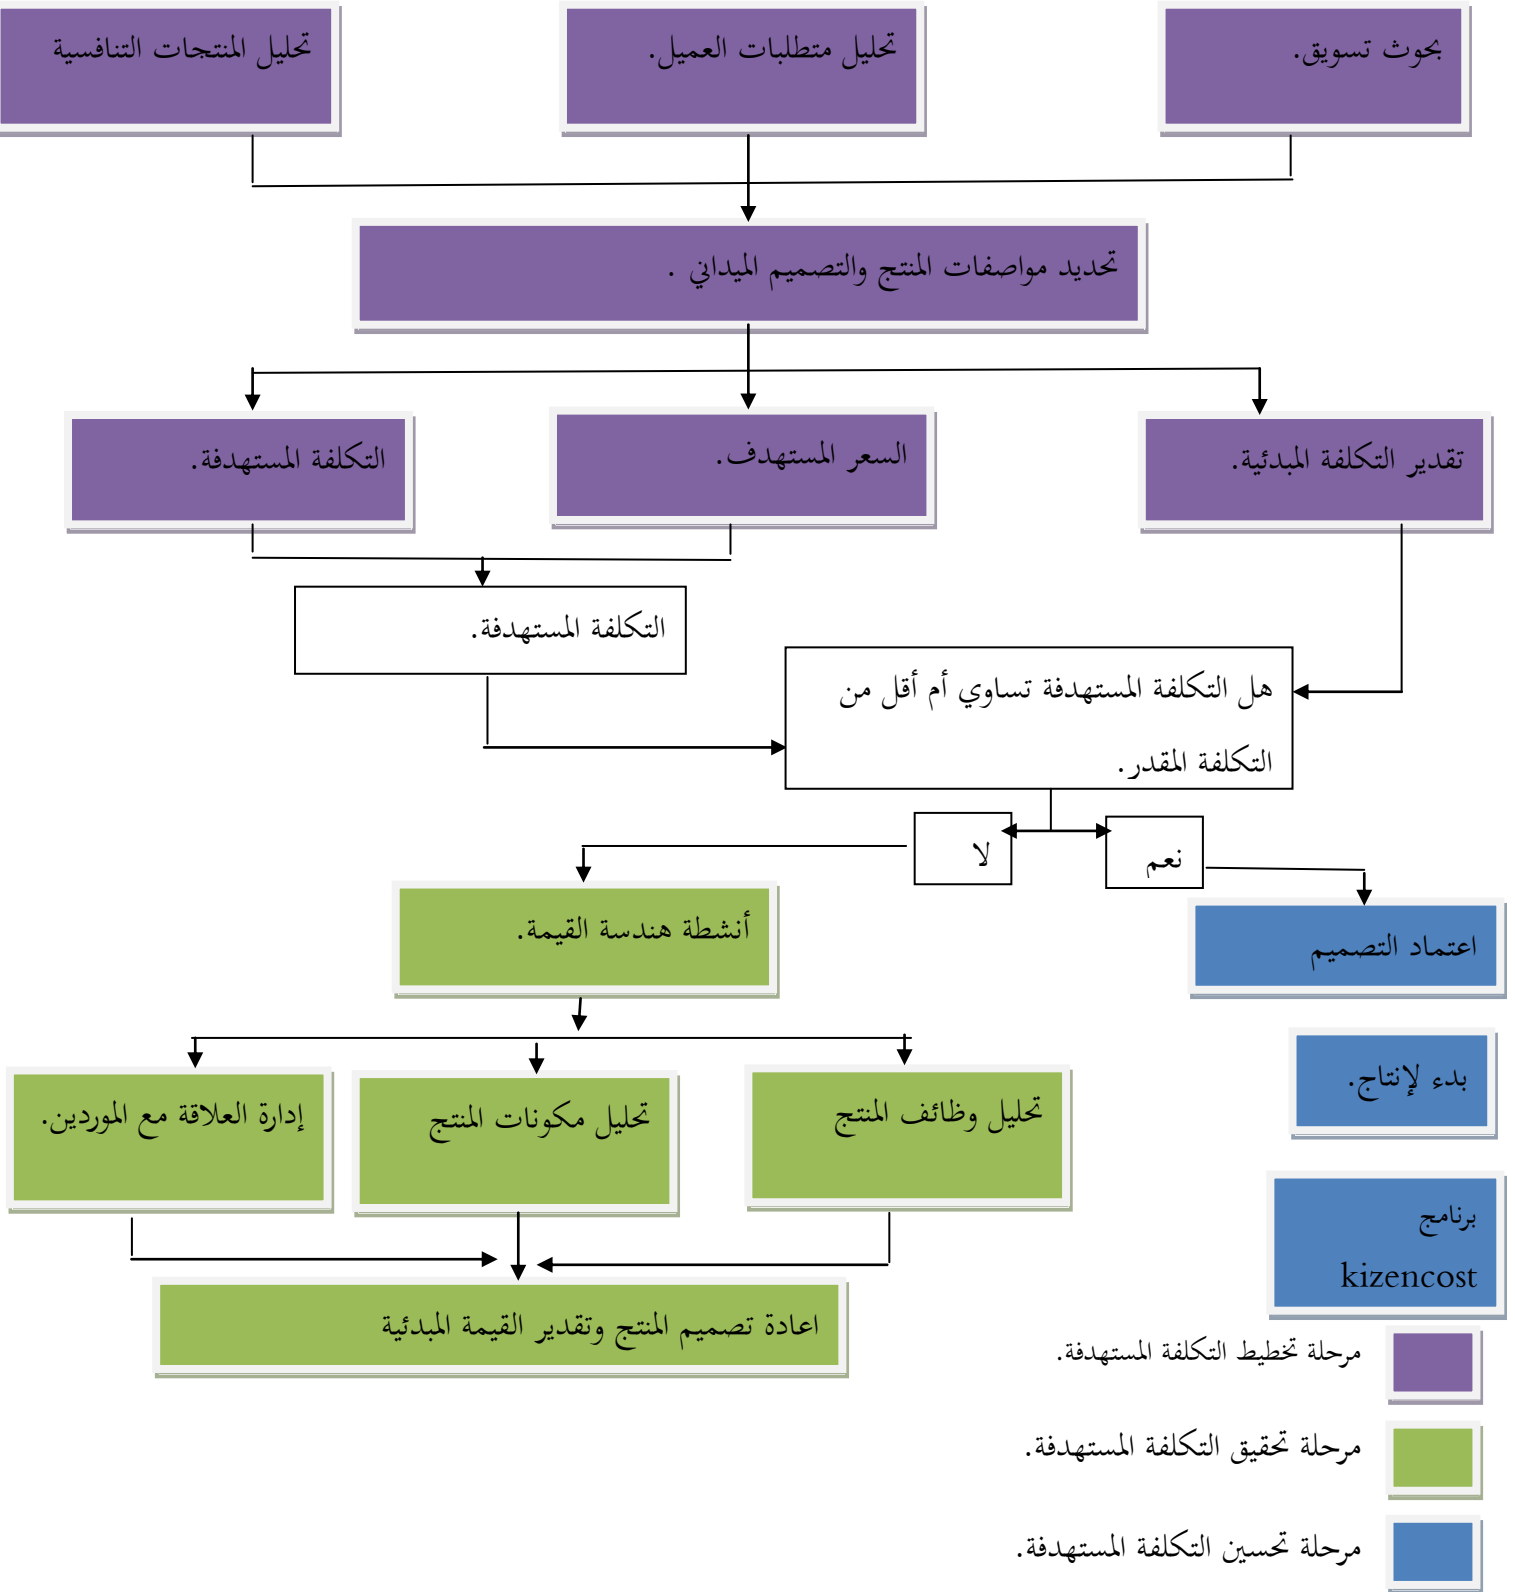 بحوث تسويق.
تحليل متطلبات العميل.
تحليل المنتجات التنافسية
تحديد مواصفات المنتج والتصميم الميداني .
تقدير التكلفة المبدئية.
السعر المستهدف.
التكلفة المستهدفة.
التكلفة المستهدفة.
هل التكلفة المستهدفة تساوي أم أقل من
التكلفة المقدر.
نعم
لا
اعتماد التصميم
أنشطة هندسة القيمة.
بدء لإنتاج.
تحليل وظائف المنتج
تحليل مكونات المنتج
إدارة العلاقة مع الموردين.
برنامج
kizencost
اعادة تصميم المنتج وتقدير القيمة المبدئية
مرحلة تخطيط التكلفة المستهدفة.
مرحلة تحقيق التكلفة المستهدفة.
مرحلة تحسين التكلفة المستهدفة.